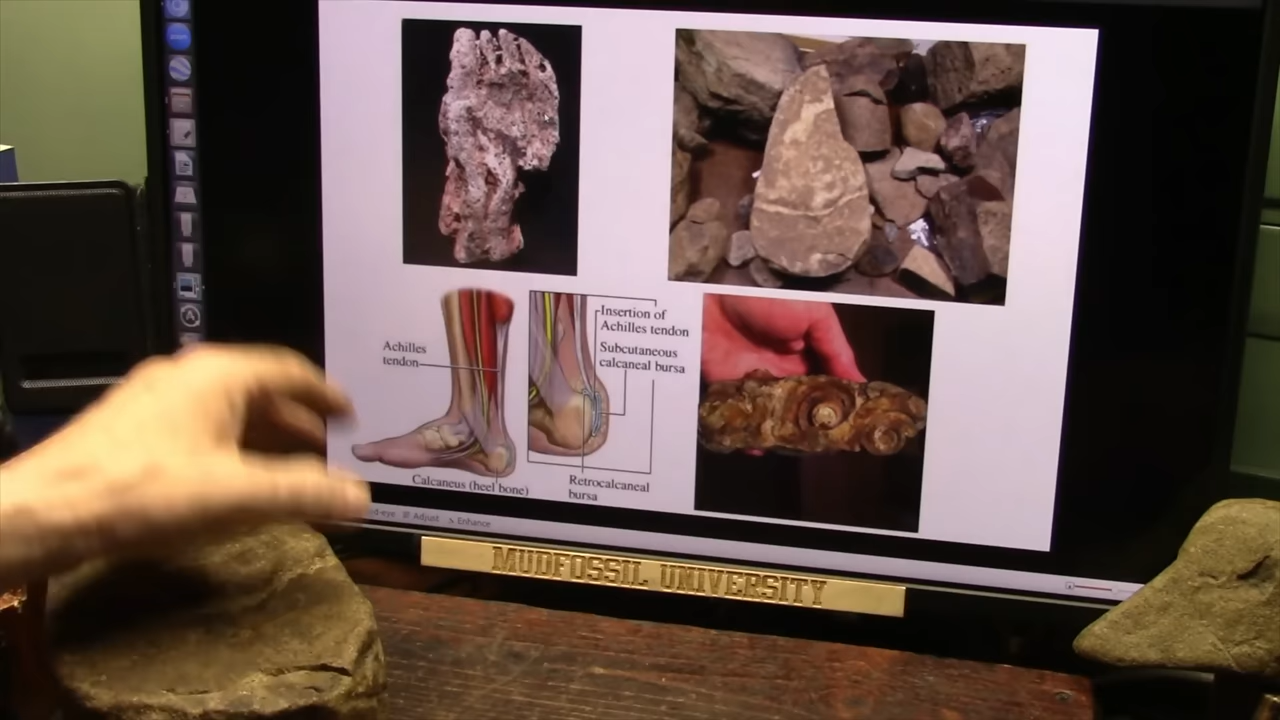 Insertion of
Achilles tendon
Subcutaneous
calcaneal bursa
Achilles
tendon
Calcaneus (heel bone)
Retrocalcaneal
bursa
Adjust
Enhance
MUDFOSSIL UNIVERSITY